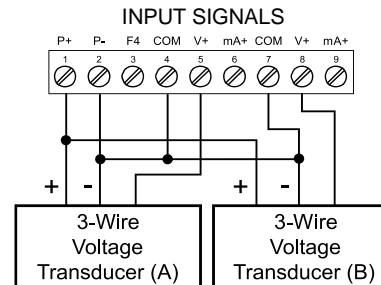 INPUT SIGNALS
P+ P- F4 COM V+ mA+ COM V+ mA+
1 2 3 4 5 6 7 8 9
+ - + -
3-Wire
Voltage
Transducer (A)
3-Wire
Voltage
Transducer (B)